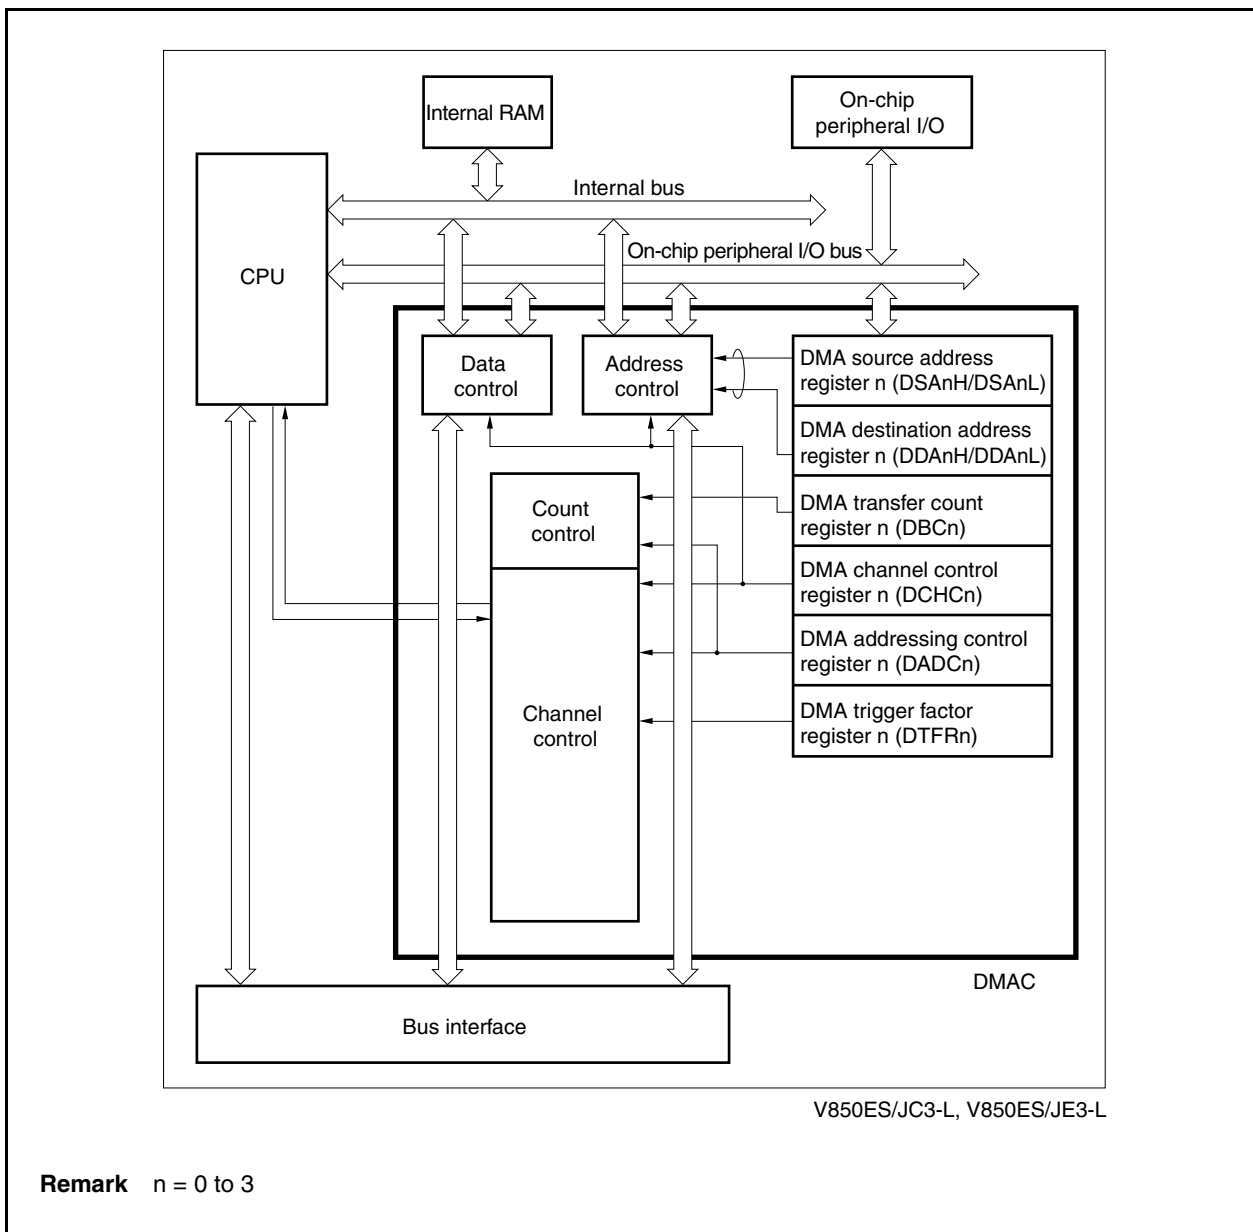 Internal RAM
On-chip
peripheral I/O
Internal bus
On-chip peripheral I/O bus
CPU
Data
control
Address
control
DMA source address
register n (DSAnH/DSAnL)
DMA destination address
register n (DDAnH/DDAnL)
Count
control
DMA transfer count
register n (DBCn)
DMA channel control
register n (DCHCn)
DMA addressing control
register n (DADCn)
Channel
control
DMA trigger factor
register n (DTFRn)
DMAC
Bus interface
V850ES/JC3-L, V850ES/JE3-L
Remark n = 0 to 3